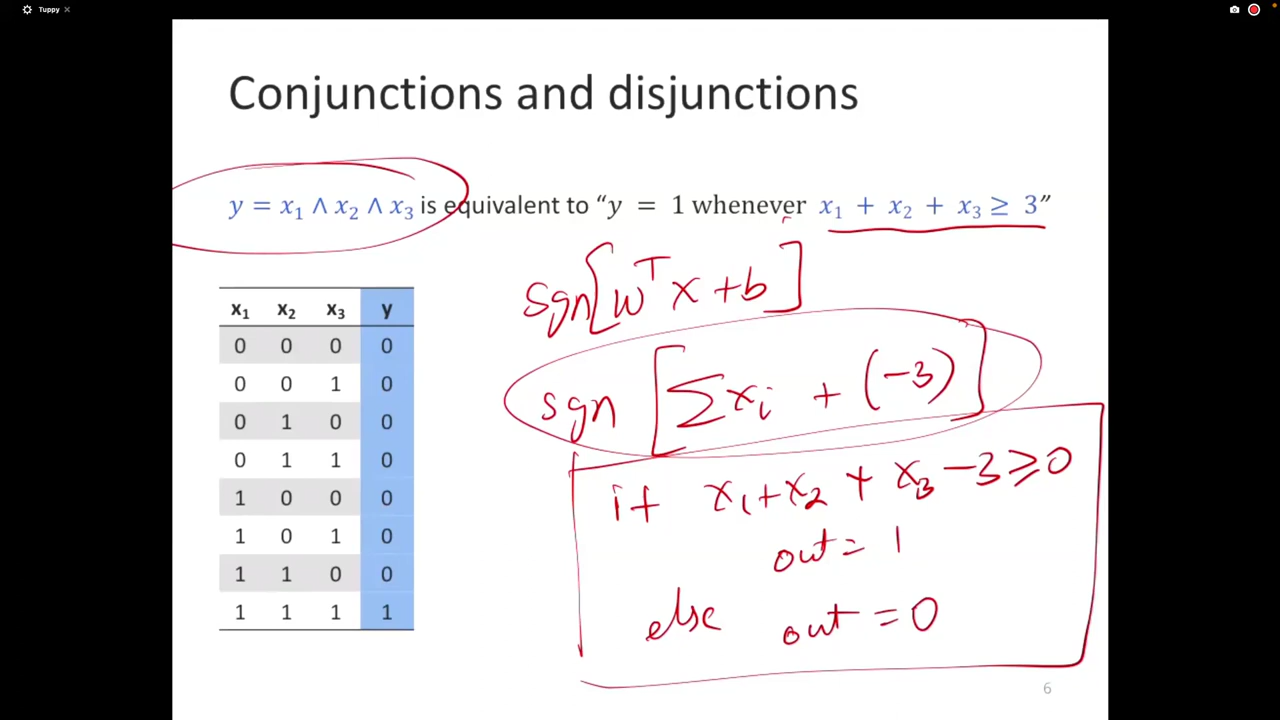 Tuppy ×
Conjunctions and disjunctions
y = x₁ ∧ x₂ ∧ x₃ is equivalent to “y = 1 whenever x₁ + x₂ + x₃ ≥ 3”
sgn[wᵀx + b]
sgn[∑xᵢ + (-3)]
if x₁+x₂ + x₃ -3 ≥ 0
out = 1
else out = 0
x₁ x₂ x₃ y
0 0 0 0
0 0 1 0
0 1 0 0
0 1 1 0
1 0 0 0
1 0 1 0
1 1 0 0
1 1 1 1
6